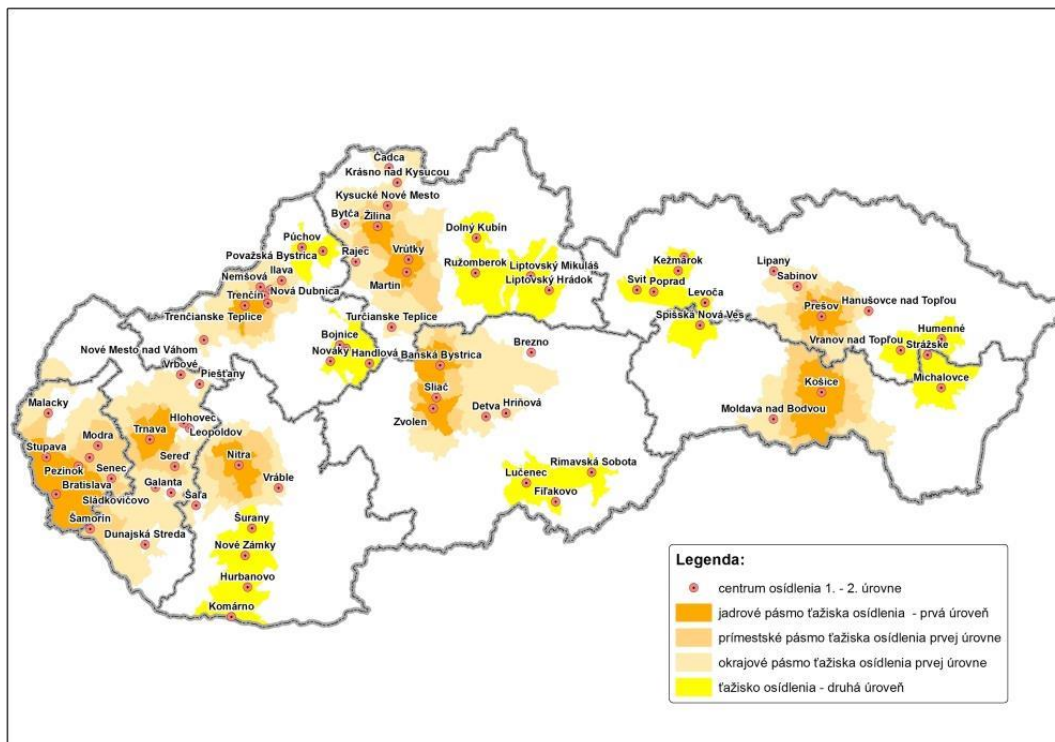 Čadca
Krásno nad Kysucou
Kysucké Nové Mesto
Bytča
Žilina
Dolný Kubín
Púchov
Považská Bystrica
Rajec
Vrútky
Ružomberok
Liptovský Mikuláš
Liptovský Hrádok
Kežmarok
Lipany
Sabinov
Ilava
Nemšová
Martin
Svit
Poprad
Levoča
Prešov
Hanušovce nad Topľou
Trenčín
Nová Dubnica
Trenčianske Teplice
Turčianske Teplice
Spišská Nová Ves
Humenné
Vranov nad Topľou
Strážske
Bojnice
Nováky
Handlová
Banská Bystrica
Brezno
Nové Mesto nad Váhom
Vrbové
Piešťany
Košice
Michalovce
Sliač
Malacky
Hlohovec
Leopoldov
Zvolen
Detva
Hriňová
Moldava nad Bodvou
Modra
Trnava
Stupava
Sereď
Nitra
Pezinok
Senec
Vráble
Rimavská Sobota
Lučenec
Fiľakovo
Bratislava
Galanta
Sládkovičovo
Šaľa
Šamorín
Dunajská Streda
Šurany
Nové Zámky
Hurbanovo
Komárno
Legenda:
centrum osídlenia 1. - 2. úrovne
jadrové pásmo ťažiska osídlenia - prvá úroveň
prímestské pásmo ťažiska osídlenia prvej úrovne
okrajové pásmo ťažiska osídlenia prvej úrovne
ťažisko osídlenia - druhá úroveň